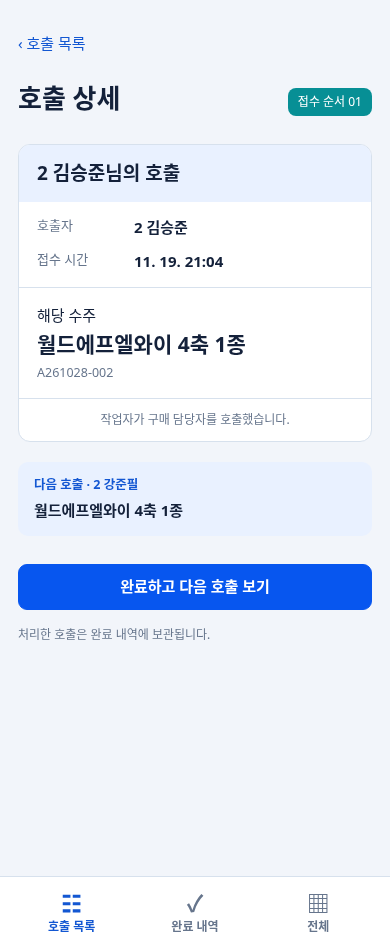 ‹ 호출 목록
호출 상세
접수 순서 01
2 김승준님의 호출
호출자
2 김승준
접수 시간
11. 19. 21:04
해당 수주
월드에프엘와이 4축 1종
A261028-002
작업자가 구매 담당자를 호출했습니다.
다음 호출 · 2 강준필
월드에프엘와이 4축 1종
완료하고 다음 호출 보기
처리한 호출은 완료 내역에 보관됩니다.
호출 목록
완료 내역
전체